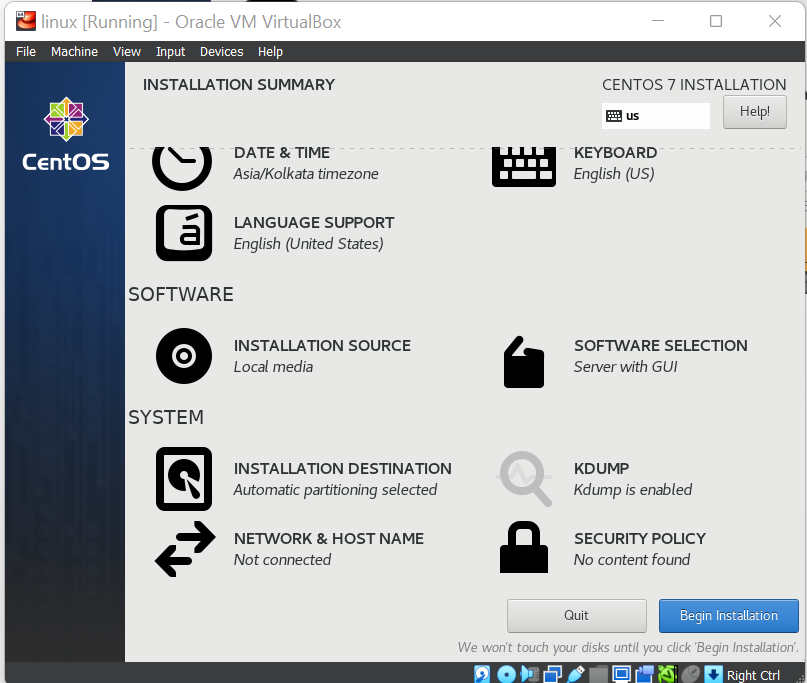 linux [Running] - Oracle VM VirtualBox
File Machine View Input Devices Help
INSTALLATION SUMMARY
CENTOS 7 INSTALLATION
us
Help!
CentOS
DATE & TIME
Asia/Kolkata timezone
KEYBOARD
English (US)
á
LANGUAGE SUPPORT
English (United States)
SOFTWARE
INSTALLATION SOURCE
Local media
SOFTWARE SELECTION
Server with GUI
SYSTEM
INSTALLATION DESTINATION
Automatic partitioning selected
KDUMP
Kdump is enabled
NETWORK & HOST NAME
Not connected
SECURITY POLICY
No content found
Quit
Begin Installation
We won't touch your disks until you click 'Begin Installation'.
Right Ctrl